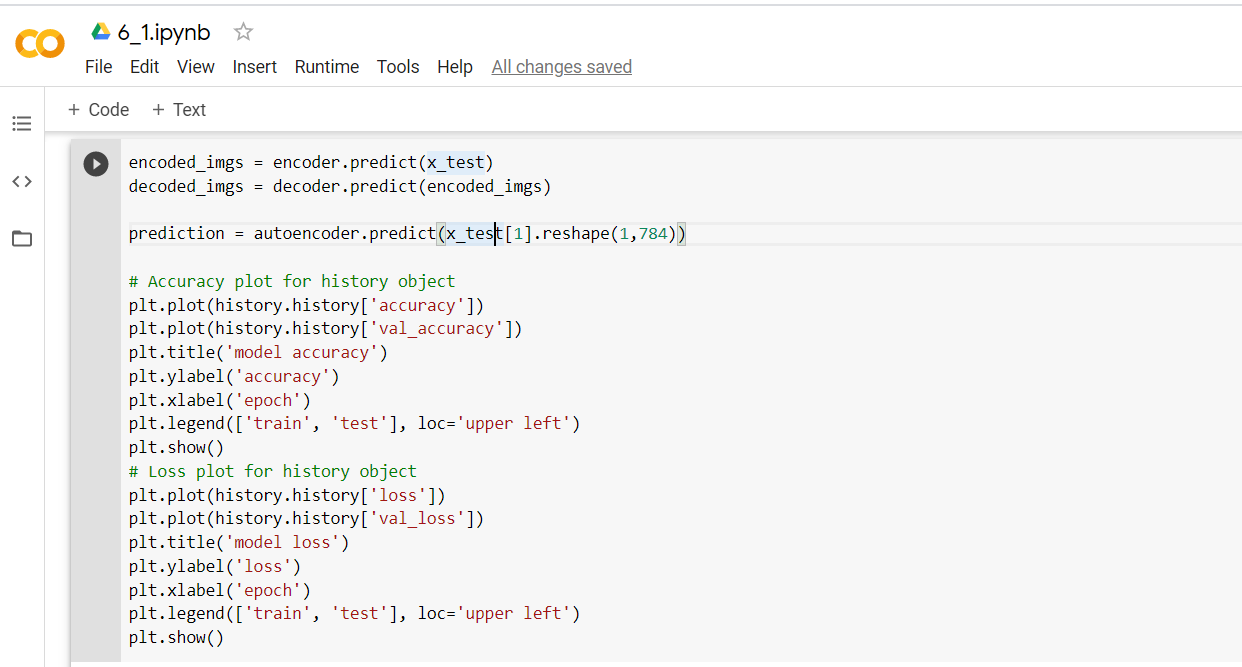 6_1.ipynb
File Edit View Insert Runtime Tools Help All changes saved
+ Code + Text
encoded_imgs = encoder.predict(x_test)
decoded_imgs = decoder.predict(encoded_imgs)
prediction = autoencoder.predict(x_test[1].reshape(1,784))
# Accuracy plot for history object
plt.plot(history.history['accuracy'])
plt.plot(history.history['val_accuracy'])
plt.title('model accuracy')
plt.ylabel('accuracy')
plt.xlabel('epoch')
plt.legend(['train', 'test'], loc='upper left')
plt.show()
# Loss plot for history object
plt.plot(history.history['loss'])
plt.plot(history.history['val_loss'])
plt.title('model loss')
plt.ylabel('loss')
plt.xlabel('epoch')
plt.legend(['train', 'test'], loc='upper left')
plt.show()